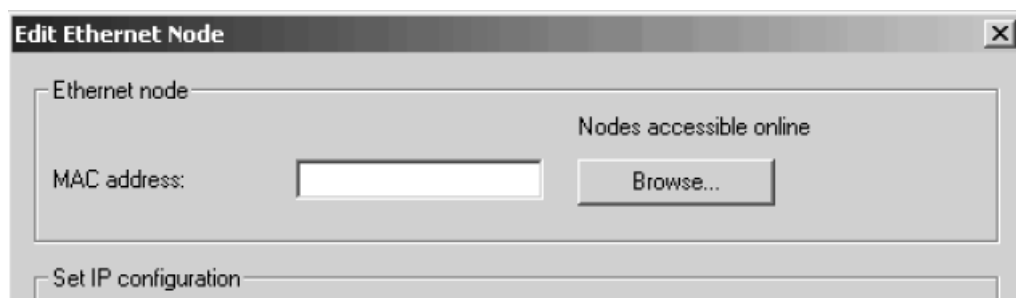 Edit Ethernet Node
Ethernet node
Nodes accessible online
MAC address:
Browse...
Set IP configuration